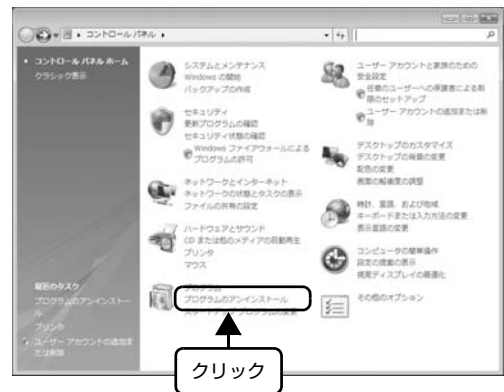 コントロール パネル
コントロール パネル ホーム
クラシック表示
システムとメンテナンス
Windows の開始
バックアップの作成
セキュリティ
更新プログラムの確認
セキュリティ状態の確認
Windows ファイアウォールによる
プログラムの許可
ネットワークとインターネット
ネットワークの状態とタスクの表示
ファイルの共有の設定
ハードウェアとサウンド
CD または他のメディアの自動再生
プリンタ
マウス
プログラム
プログラムのアンインストール
スタートアップ プログラムの変更
ユーザー アカウントと家族のための
安全設定
任意のユーザーへの保護者による制
限のセットアップ
ユーザー アカウントの追加または削
除
デスクトップのカスタマイズ
デスクトップの背景の変更
配色の変更
画面の解像度の調整
時計、言語、および地域
キーボードまたは入力方法の変更
表示言語の変更
コンピュータの簡単操作
設定の提案の表示
視覚ディスプレイの最適化
その他のオプション
最近のタスク
プログラムのアンインストー
ル
プリンタ
ユーザー アカウントの追加ま
たは削除
クリック